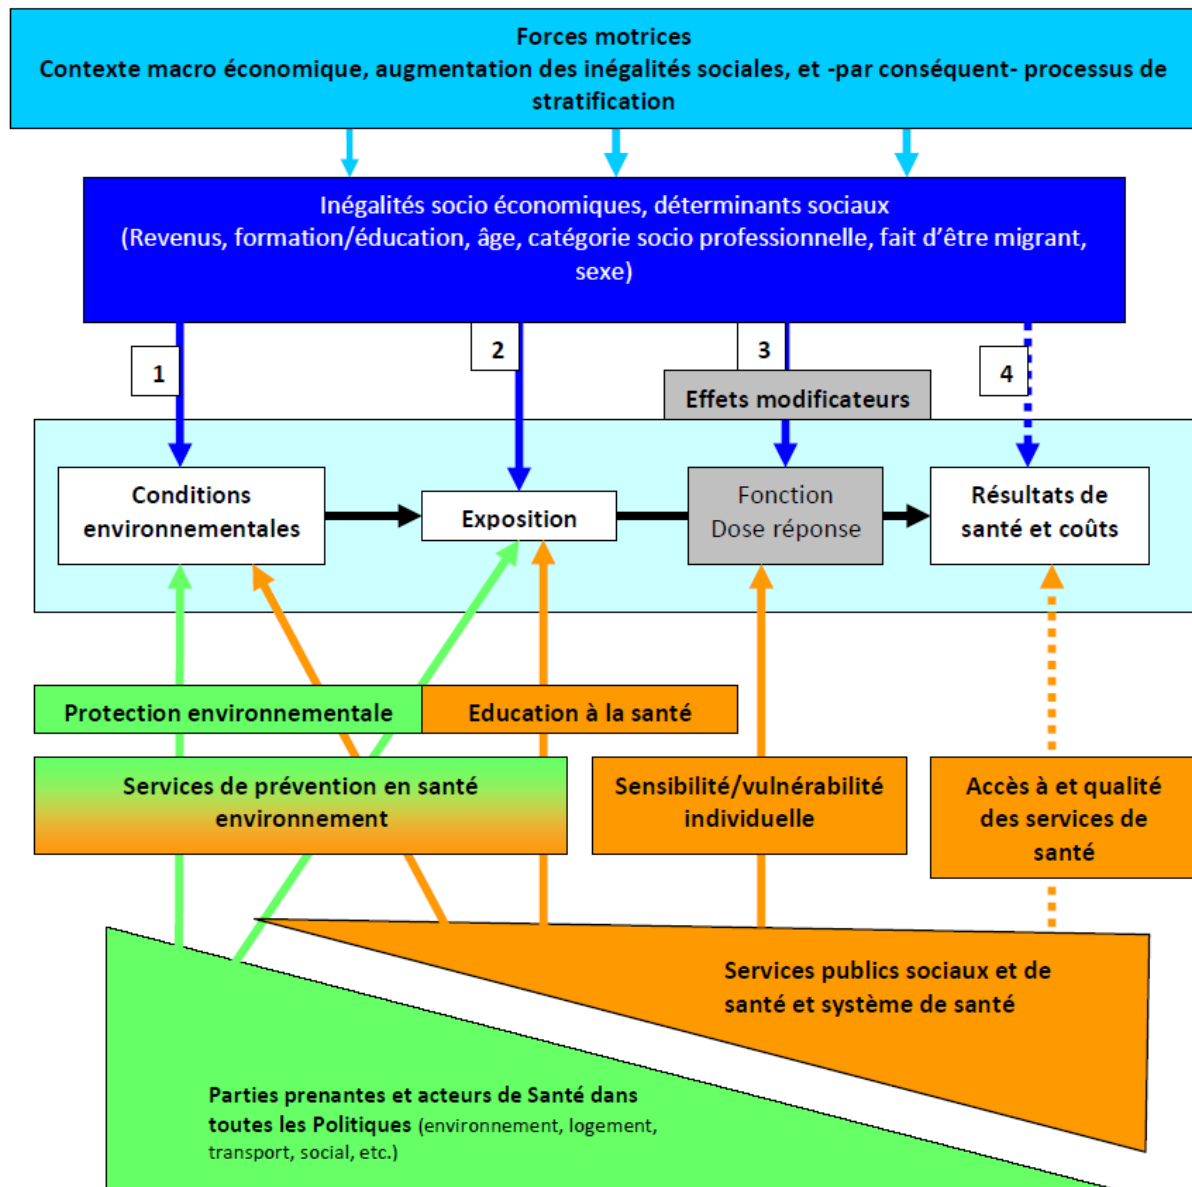 Forces motrices
Contexte macro économique, augmentation des inégalités sociales, et -par conséquent- processus de
stratification
Inégalités socio économiques, déterminants sociaux
(Revenus, formation/éducation, âge, catégorie socio professionnelle, fait d’être migrant,
sexe)
1
2
3
4
Effets modificateurs
Conditions
environnementales
Exposition
Fonction
Dose réponse
Résultats de
santé et coûts
Protection environnementale
Education à la santé
Services de prévention en santé
environnement
Sensibilité/vulnérabilité
individuelle
Accès à et qualité
des services de
santé
Services publics sociaux et de
santé et système de santé
Parties prenantes et acteurs de Santé dans
toutes les Politiques (environnement, logement,
transport, social, etc.)